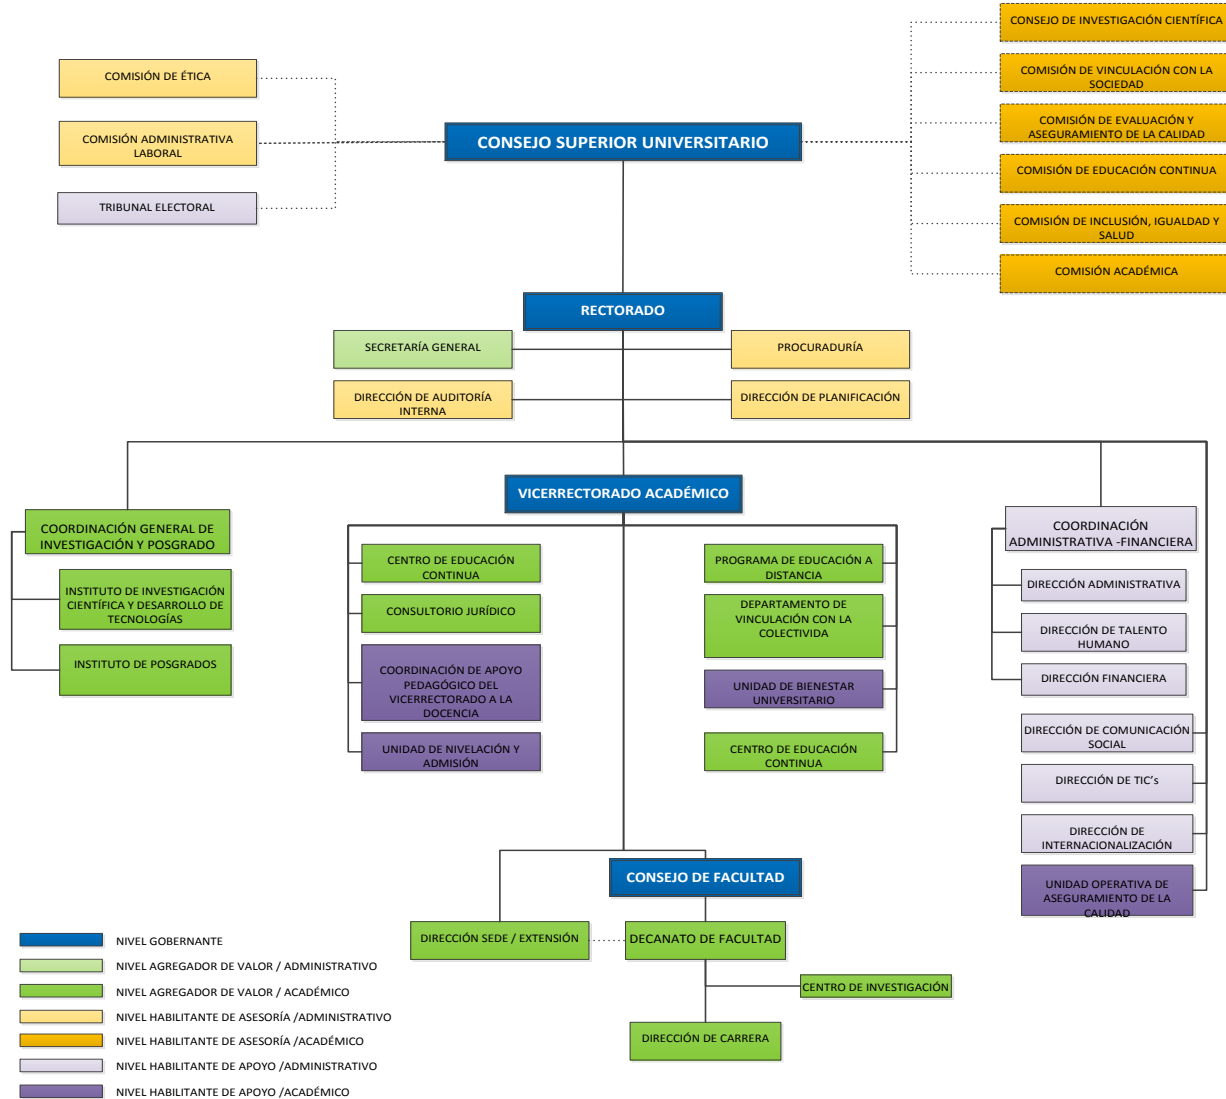 CONSEJO DE INVESTIGACIÓN CIENTÍFICA
COMISIÓN DE ÉTICA
COMISIÓN DE VINCULACIÓN CON LA
SOCIEDAD
COMISIÓN ADMINISTRATIVA
LABORAL
CONSEJO SUPERIOR UNIVERSITARIO
COMISIÓN DE EVALUACIÓN Y
ASEGURAMIENTO DE LA CALIDAD
COMISIÓN DE EDUCACIÓN CONTINUA
TRIBUNAL ELECTORAL
COMISIÓN DE INCLUSIÓN, IGUALDAD Y
SALUD
COMISIÓN ACADÉMICA
RECTORADO
SECRETARÍA GENERAL
PROCURADURÍA
DIRECCIÓN DE AUDITORÍA
INTERNA
DIRECCIÓN DE PLANIFICACIÓN
VICERRECTORADO ACADÉMICO
COORDINACIÓN GENERAL DE
INVESTIGACIÓN Y POSGRADO
INSTITUTO DE INVESTIGACIÓN
CIENTÍFICA Y DESARROLLO DE
TECNOLOGÍAS
INSTITUTO DE POSGRADOS
CENTRO DE EDUCACIÓN
CONTINUA
CONSULTORIO JURÍDICO
COORDINACIÓN DE APOYO
PEDAGÓGICO DEL
VICERRECTORADO A LA
DOCENCIA
UNIDAD DE NIVELACIÓN Y
ADMISIÓN
PROGRAMA DE EDUCACIÓN A
DISTANCIA
DEPARTAMENTO DE
VINCULACIÓN CON LA
COLECTIVIDA
UNIDAD DE BIENESTAR
UNIVERSITARIO
CENTRO DE EDUCACIÓN
CONTINUA
COORDINACIÓN
ADMINISTRATIVA -FINANCIERA
DIRECCIÓN ADMINISTRATIVA
DIRECCIÓN DE TALENTO
HUMANO
DIRECCIÓN FINANCIERA
DIRECCIÓN DE COMUNICACIÓN
SOCIAL
DIRECCIÓN DE TIC's
DIRECCIÓN DE
INTERNACIONALIZACIÓN
UNIDAD OPERATIVA DE
ASEGURAMIENTO DE LA
CALIDAD
CONSEJO DE FACULTAD
DIRECCIÓN SEDE / EXTENSIÓN
DECANATO DE FACULTAD
CENTRO DE INVESTIGACIÓN
DIRECCIÓN DE CARRERA
NIVEL GOBERNANTE
NIVEL AGREGADOR DE VALOR / ADMINISTRATIVO
NIVEL AGREGADOR DE VALOR / ACADÉMICO
NIVEL HABILITANTE DE ASESORÍA /ADMINISTRATIVO
NIVEL HABILITANTE DE ASESORÍA /ACADÉMICO
NIVEL HABILITANTE DE APOYO /ADMINISTRATIVO
NIVEL HABILITANTE DE APOYO /ACADÉMICO